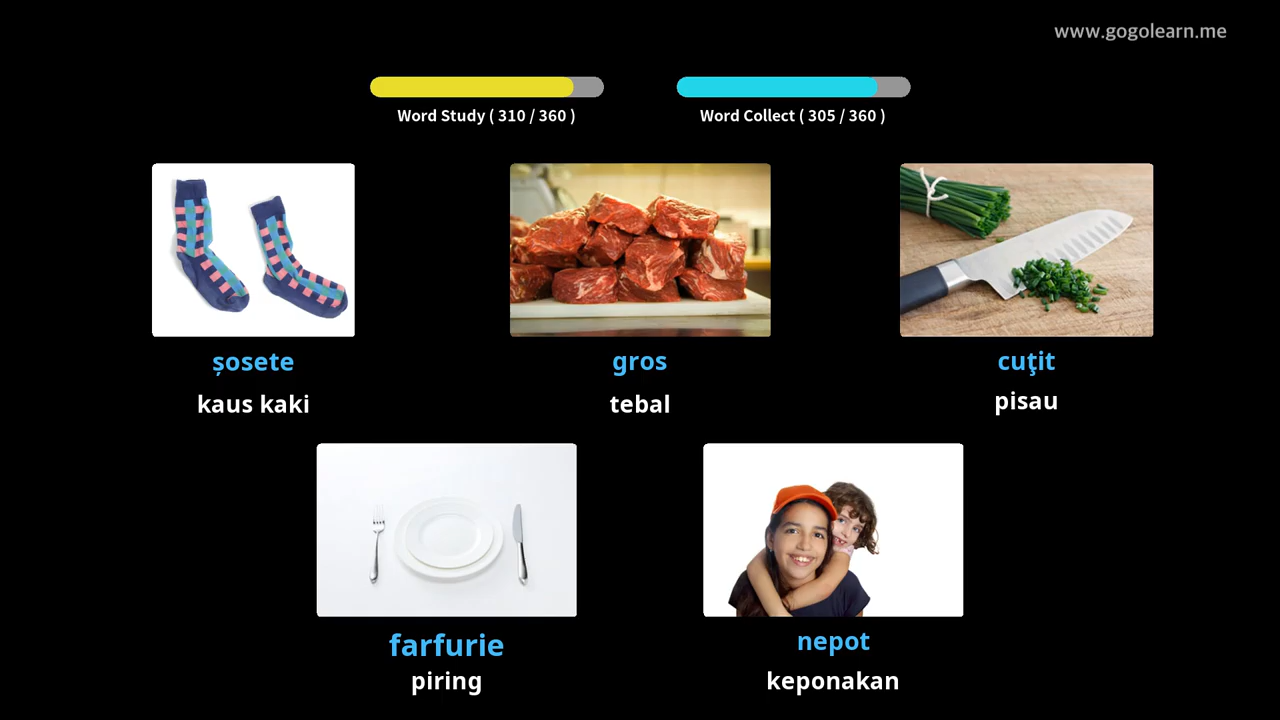 www.gogolearn.me
Word Study ( 310 / 360 )
Word Collect ( 305 / 360 )
șosete
kaus kaki
gros
tebal
cuţit
pisau
farfurie
piring
nepot
keponakan